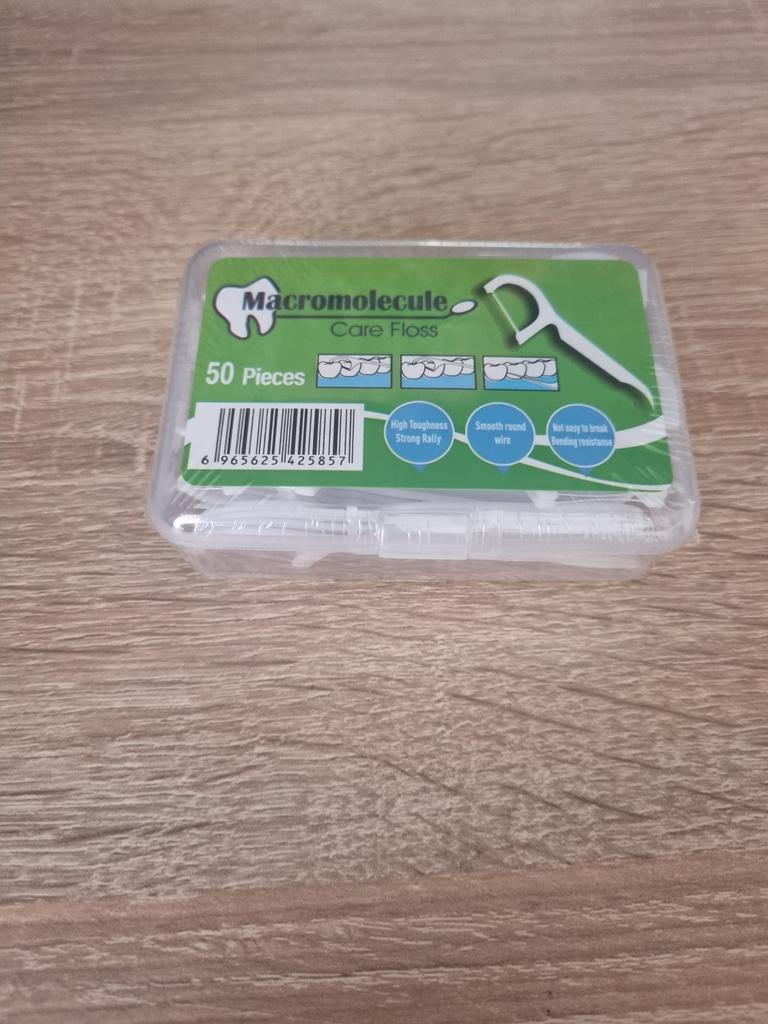 Macromolecule
Care Floss
50 Pieces
High Toughness
Strong Rally
Smooth round
wire
Not easy to break
Bending resistanse
6 965625 425857